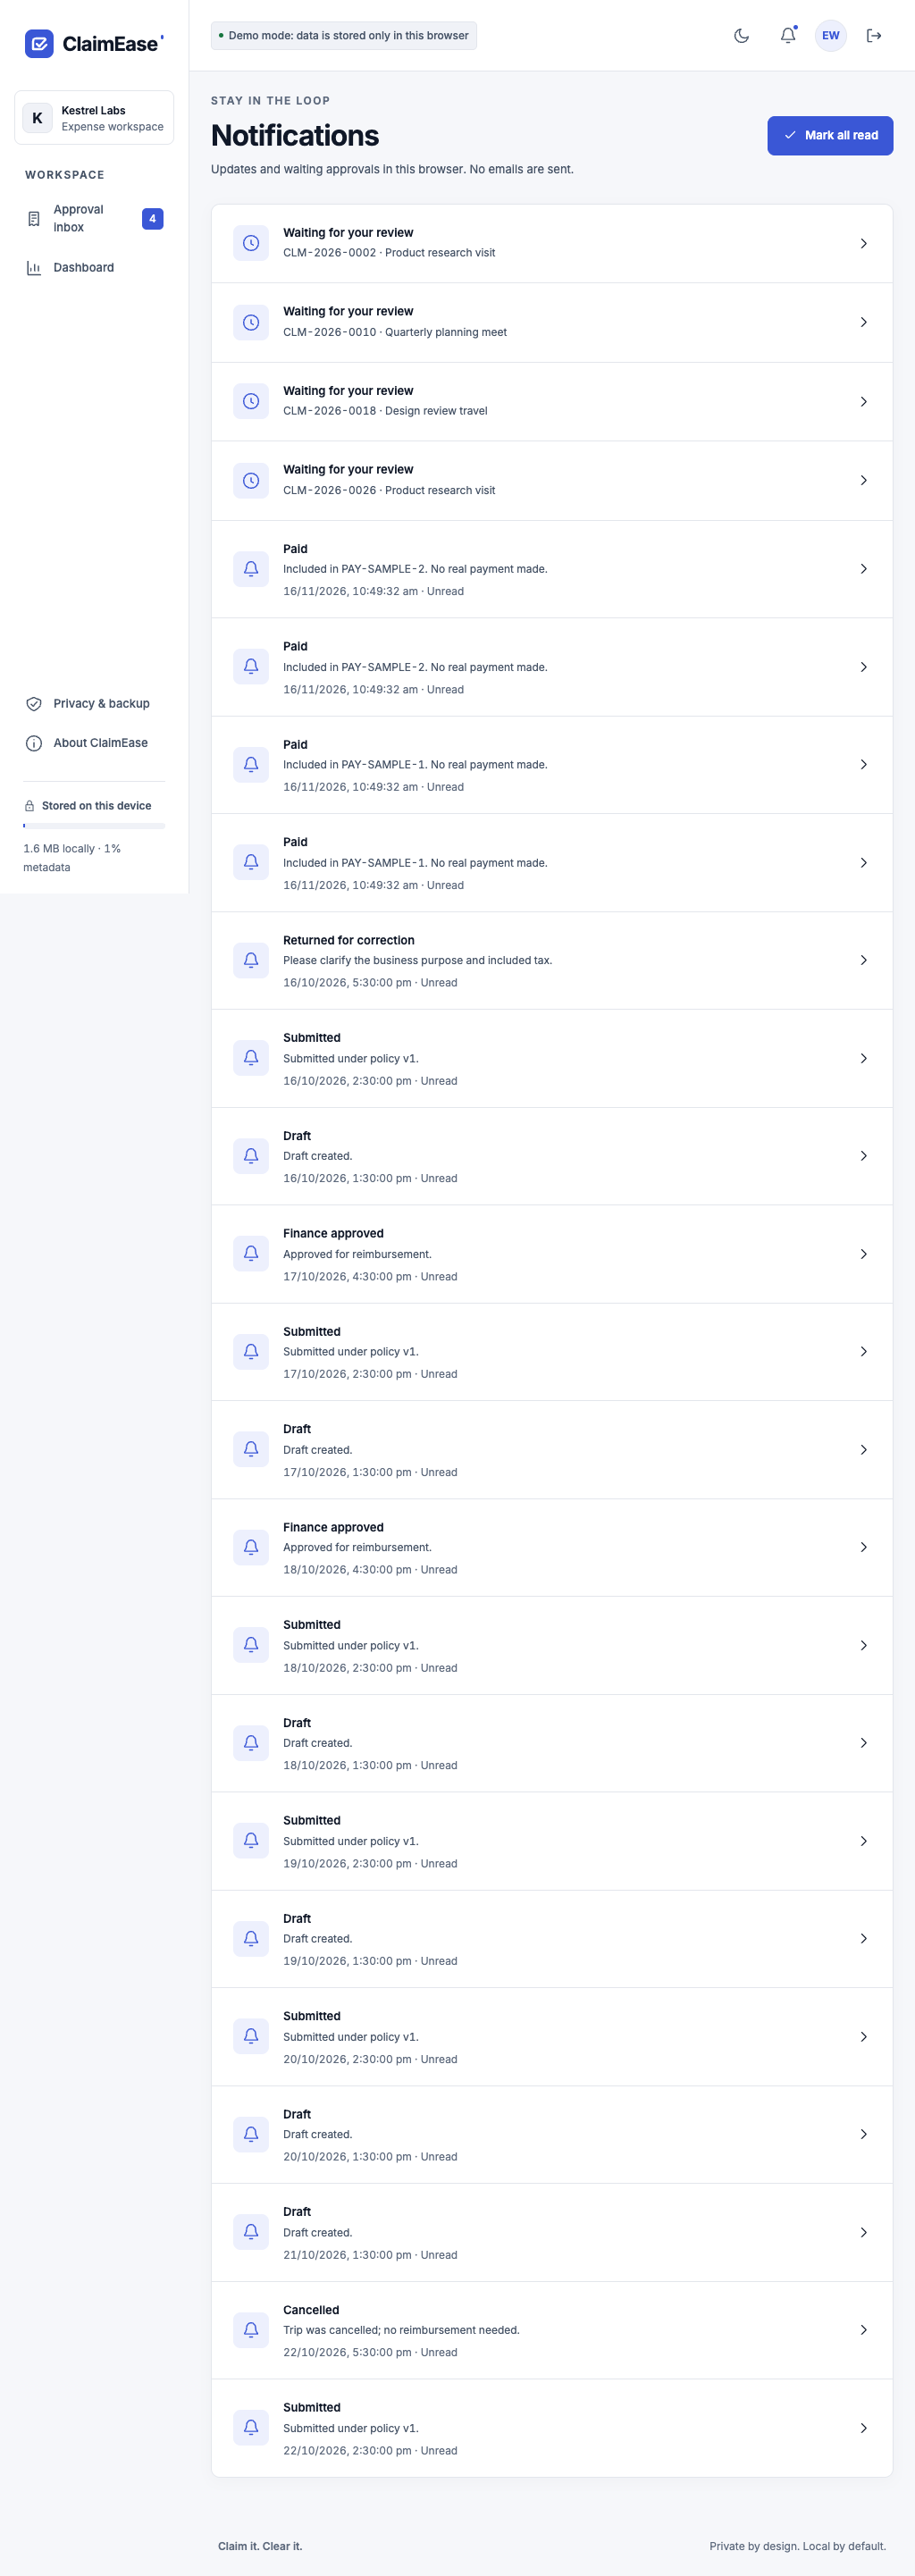 ClaimEase
Demo mode: data is stored only in this browser
EW
K
Kestrel Labs
Expense workspace
WORKSPACE
Approval
inbox
4
Dashboard
Privacy & backup
About ClaimEase
Stored on this device
1.6 MB locally · 1%
metadata
STAY IN THE LOOP
Notifications
Updates and waiting approvals in this browser. No emails are sent.
Mark all read
Waiting for your review
CLM-2026-0002 · Product research visit
Waiting for your review
CLM-2026-0010 · Quarterly planning meet
Waiting for your review
CLM-2026-0018 · Design review travel
Waiting for your review
CLM-2026-0026 · Product research visit
Paid
Included in PAY-SAMPLE-2. No real payment made.
16/11/2026, 10:49:32 am · Unread
Paid
Included in PAY-SAMPLE-2. No real payment made.
16/11/2026, 10:49:32 am · Unread
Paid
Included in PAY-SAMPLE-1. No real payment made.
16/11/2026, 10:49:32 am · Unread
Paid
Included in PAY-SAMPLE-1. No real payment made.
16/11/2026, 10:49:32 am · Unread
Returned for correction
Please clarify the business purpose and included tax.
16/10/2026, 5:30:00 pm · Unread
Submitted
Submitted under policy v1.
16/10/2026, 2:30:00 pm · Unread
Draft
Draft created.
16/10/2026, 1:30:00 pm · Unread
Finance approved
Approved for reimbursement.
17/10/2026, 4:30:00 pm · Unread
Submitted
Submitted under policy v1.
17/10/2026, 2:30:00 pm · Unread
Draft
Draft created.
17/10/2026, 1:30:00 pm · Unread
Finance approved
Approved for reimbursement.
18/10/2026, 4:30:00 pm · Unread
Submitted
Submitted under policy v1.
18/10/2026, 2:30:00 pm · Unread
Draft
Draft created.
18/10/2026, 1:30:00 pm · Unread
Submitted
Submitted under policy v1.
19/10/2026, 2:30:00 pm · Unread
Draft
Draft created.
19/10/2026, 1:30:00 pm · Unread
Submitted
Submitted under policy v1.
20/10/2026, 2:30:00 pm · Unread
Draft
Draft created.
20/10/2026, 1:30:00 pm · Unread
Draft
Draft created.
21/10/2026, 1:30:00 pm · Unread
Cancelled
Trip was cancelled; no reimbursement needed.
22/10/2026, 5:30:00 pm · Unread
Submitted
Submitted under policy v1.
22/10/2026, 2:30:00 pm · Unread
Claim it. Clear it.
Private by design. Local by default.